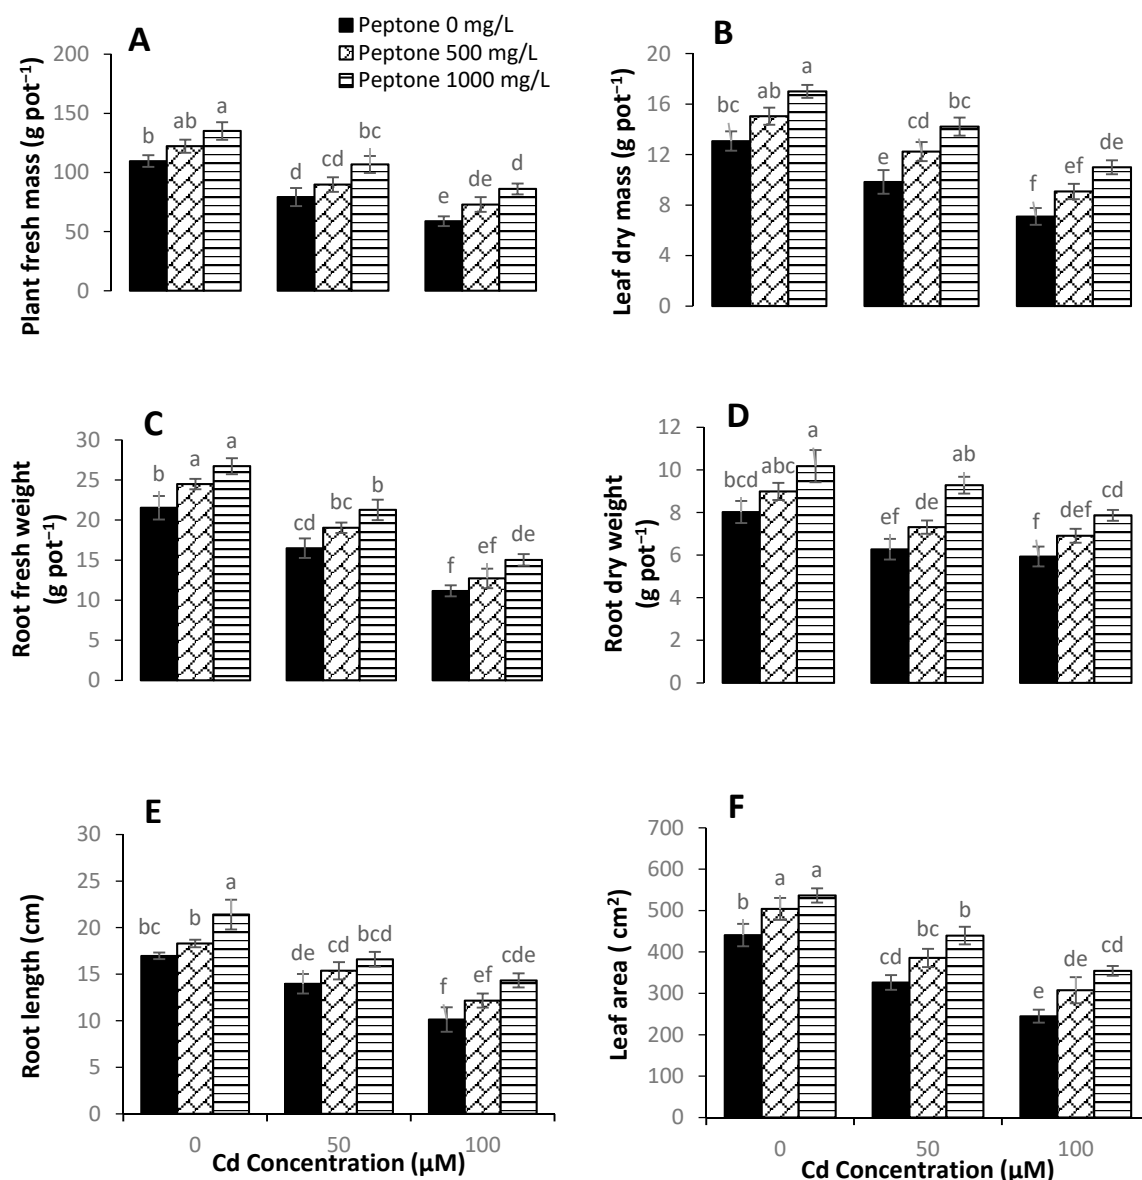 A
Peptone 0 mg/L
Peptone 500 mg/L
Peptone 1000 mg/L
Plant fresh mass (g pot⁻¹)
200
150
100
50
0
b ab a
d cd bc
e de d
B
Leaf dry mass (g pot⁻¹)
20
16
12
8
4
0
bc ab a
e cd bc
f ef de
C
Root fresh weight
(g pot⁻¹)
30
25
20
15
10
5
0
b a a
cd bc b
f ef de
D
Root dry weight
(g pot⁻¹)
12
10
8
6
4
2
0
bcd abc a
ef de ab
f def cd
E
Root length (cm)
30
25
20
15
10
5
0
bc b a
de cd bcd
f ef cde
0 50 100
Cd Concentration (µM)
F
Leaf area ( cm²)
700
600
500
400
300
200
100
0
b a a
cd bc b
e de cd
0 50 100
Cd Concentration (µM)